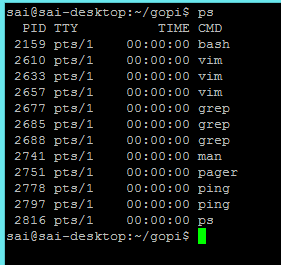 sai@sai-desktop:~/gopi$ ps
  PID TTY          TIME CMD
 2159 pts/1    00:00:00 bash
 2610 pts/1    00:00:00 vim
 2633 pts/1    00:00:00 vim
 2657 pts/1    00:00:00 vim
 2677 pts/1    00:00:00 grep
 2685 pts/1    00:00:00 grep
 2688 pts/1    00:00:00 grep
 2741 pts/1    00:00:00 man
 2751 pts/1    00:00:00 pager
 2778 pts/1    00:00:00 ping
 2797 pts/1    00:00:00 ping
 2816 pts/1    00:00:00 ps
sai@sai-desktop:~/gopi$